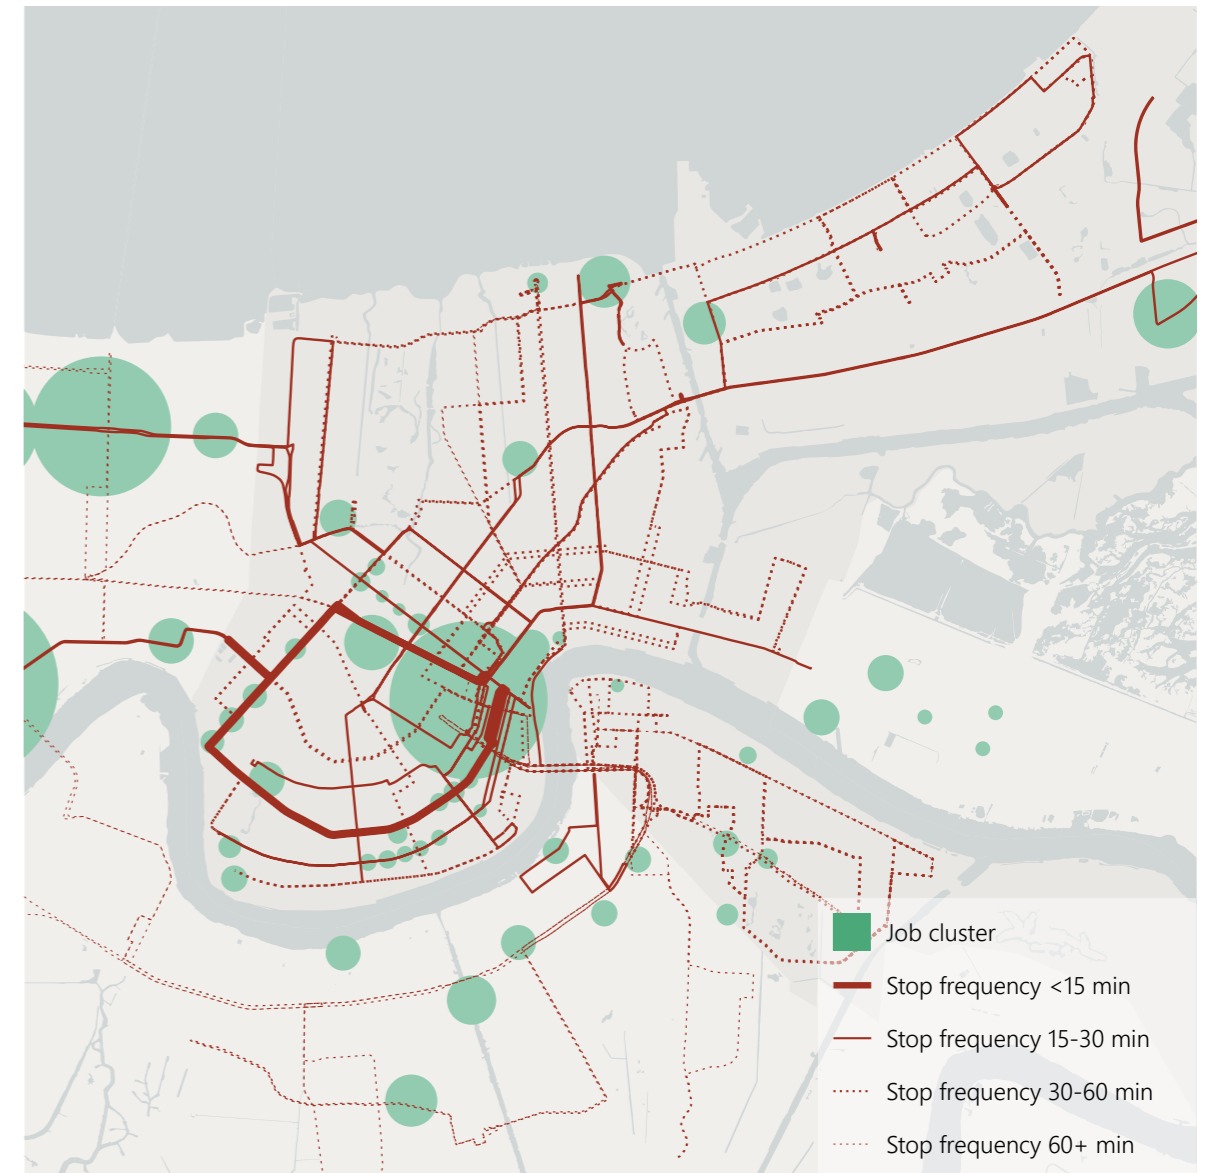 Job cluster
Stop frequency <15 min
Stop frequency 15-30 min
Stop frequency 30-60 min
Stop frequency 60+ min